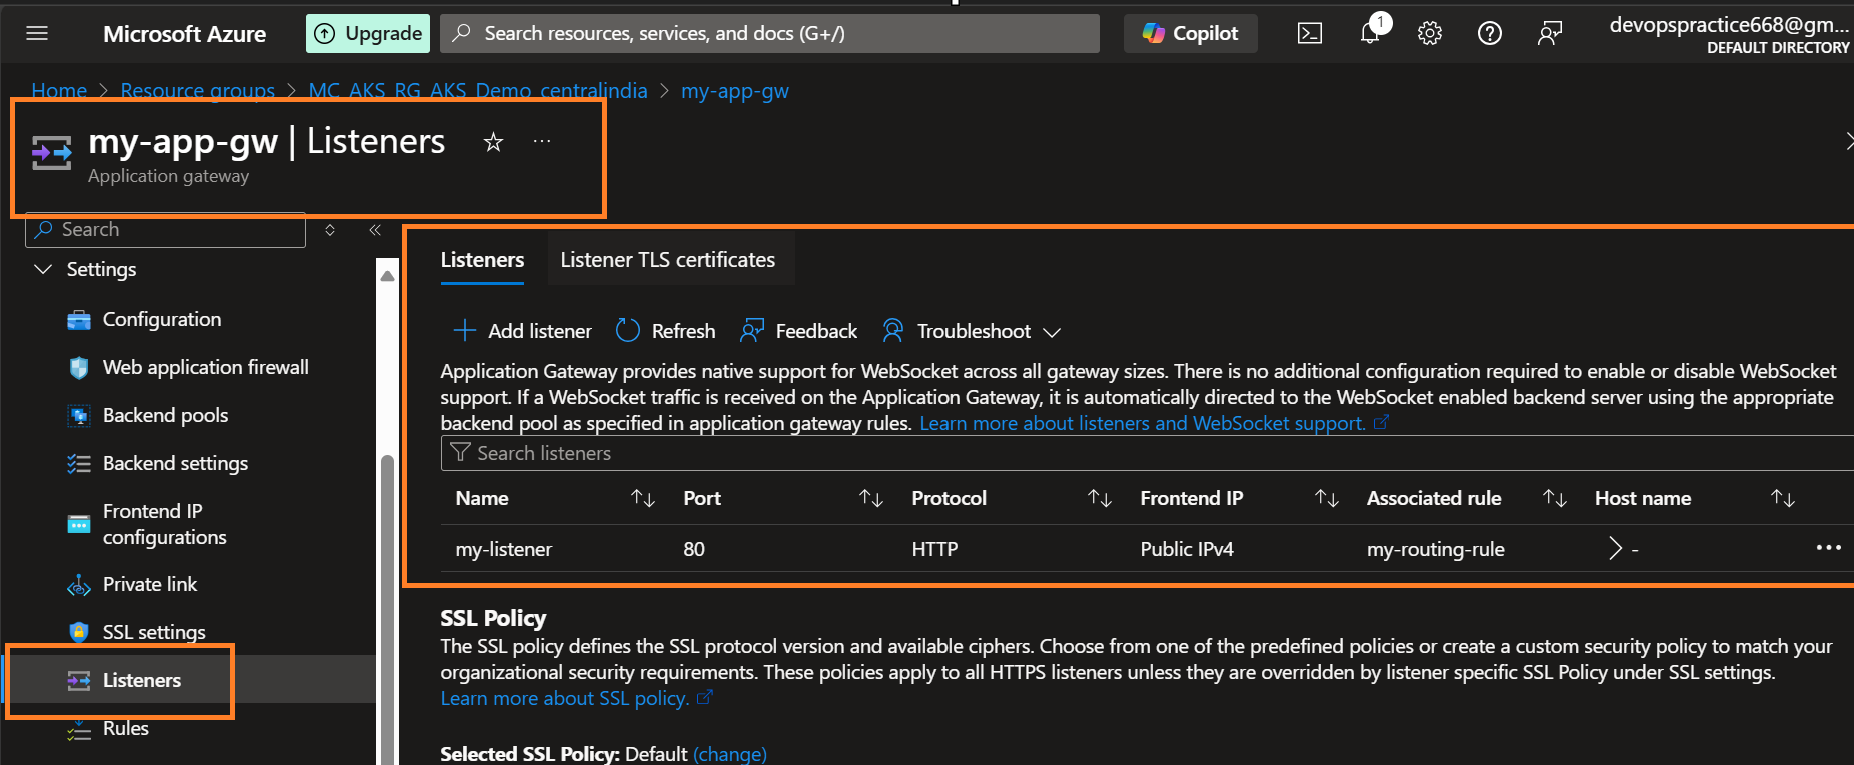 Microsoft Azure
Upgrade
Search resources, services, and docs (G+/)
Copilot
1
devopspractice668@gm...
DEFAULT DIRECTORY
Home > Resource groups > MC_AKS_RG_AKS_Demo_centralindia > my-app-gw
my-app-gw | Listeners
...
Application gateway
Search
Settings
Configuration
Web application firewall
Backend pools
Backend settings
Frontend IP
configurations
Private link
SSL settings
Listeners
Rules
Listeners
Listener TLS certificates
Add listener
Refresh
Feedback
Troubleshoot
Application Gateway provides native support for WebSocket across all gateway sizes. There is no additional configuration required to enable or disable WebSocket
support. If a WebSocket traffic is received on the Application Gateway, it is automatically directed to the WebSocket enabled backend server using the appropriate
backend pool as specified in application gateway rules. Learn more about listeners and WebSocket support.
Search listeners
Name Port Protocol Frontend IP Associated rule Host name
my-listener 80 HTTP Public IPv4 my-routing-rule > - ...
SSL Policy
The SSL policy defines the SSL protocol version and available ciphers. Choose from one of the predefined policies or create a custom security policy to match your
organizational security requirements. These policies apply to all HTTPS listeners unless they are overridden by listener specific SSL Policy under SSL settings.
Learn more about SSL policy.
Selected SSL Policy: Default (change)